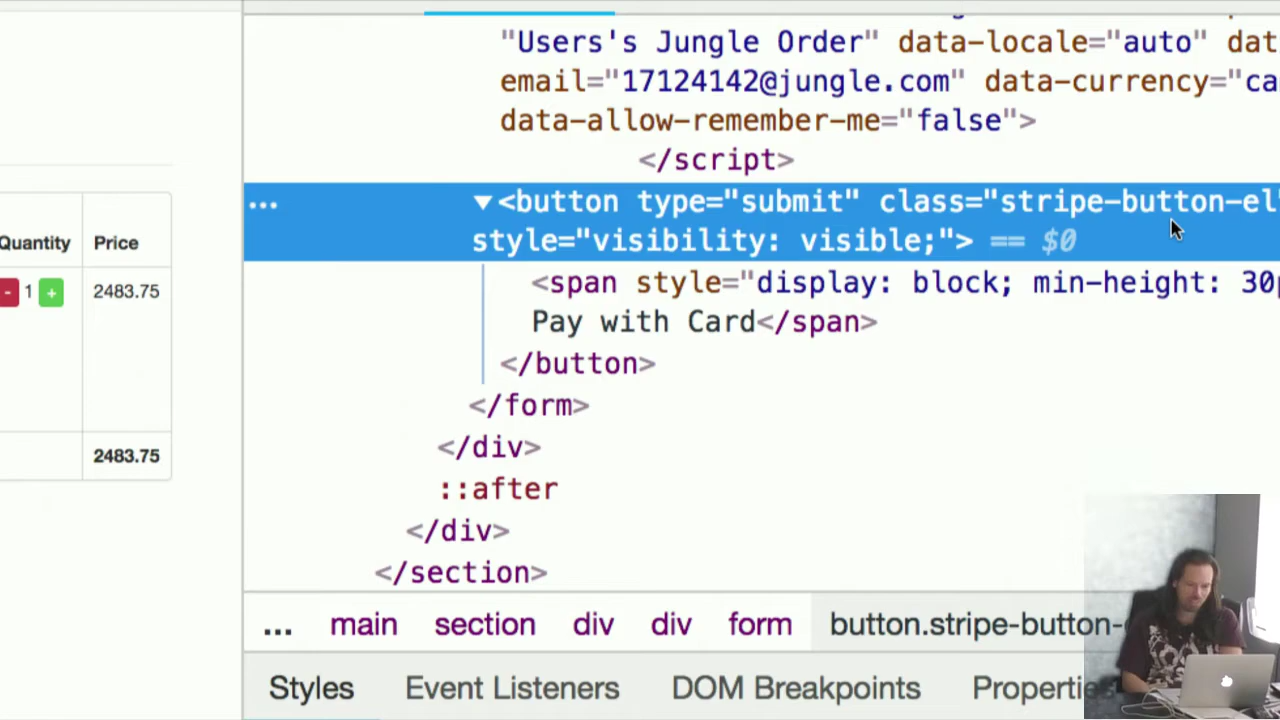 "Users's Jungle Order" data-locale="auto" dat
email="17124142@jungle.com" data-currency="ca
data-allow-remember-me="false">
</script>
… ▼<button type="submit" class="stripe-button-el"
style="visibility: visible;"> == $0
<span style="display: block; min-height: 30p
Pay with Card</span>
</button>
</form>
</div>
::after
</div>
</section>
Quantity Price
- 1 + 2483.75
2483.75
... main section div div form button.stripe-button-
Styles Event Listeners DOM Breakpoints Properties